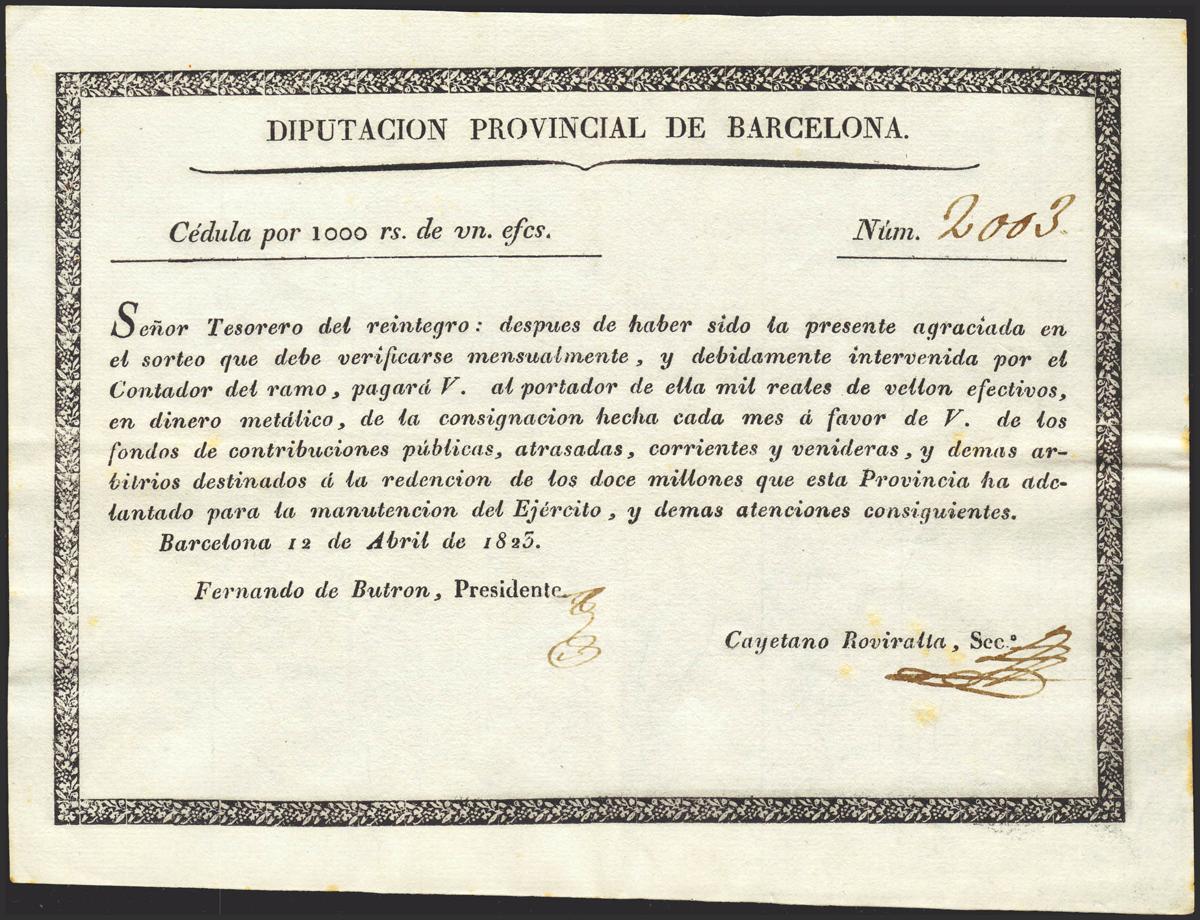 DIPUTACION PROVINCIAL DE BARCELONA.
Cédula por 1000 rs. de vn. efcs.
Núm. 2003
Señor Tesorero del reintegro: despues de haber sido la presente agraciada en
el sorteo que debe verificarse mensualmente, y debidamente intervenida por el
Contador del ramo, pagará V. al portador de ella mil reales de vellon efectivos,
en dinero metálico, de la consignacion hecha cada mes á favor de V. de los
fondos de contribuciones públicas, atrasadas, corrientes y venideras, y demas ar-
bitrios destinados á la redencion de los doce millones que esta Provincia ha ade-
lantado para la manutencion del Ejército, y demas atenciones consiguientes.
Barcelona 12 de Abril de 1823.
Fernando de Butron, Presidente
Cayetano Roviralta, Sec.º